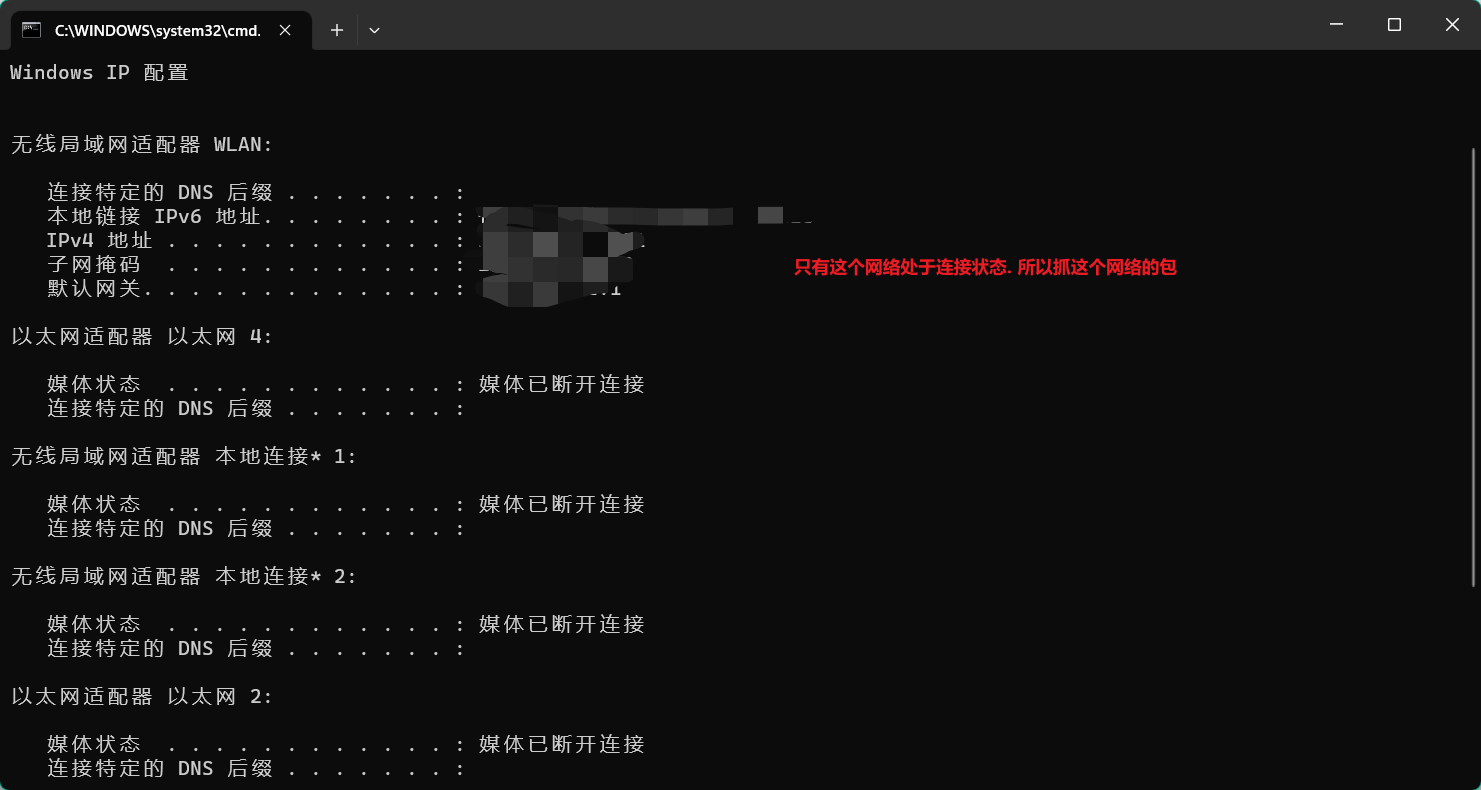 C:\WINDOWS\system32\cmd.
Windows IP 配置
无线局域网适配器 WLAN:
连接特定的 DNS 后缀 . . . . . . . :
本地链接 IPv6 地址. . . . . . . . :
IPv4 地址 . . . . . . . . . . . . :
子网掩码 . . . . . . . . . . . . :
只有这个网络处于连接状态. 所以抓这个网络的包
默认网关. . . . . . . . . . . . . :
以太网适配器 以太网 4:
媒体状态 . . . . . . . . . . . . : 媒体已断开连接
连接特定的 DNS 后缀 . . . . . . . :
无线局域网适配器 本地连接* 1:
媒体状态 . . . . . . . . . . . . : 媒体已断开连接
连接特定的 DNS 后缀 . . . . . . . :
无线局域网适配器 本地连接* 2:
媒体状态 . . . . . . . . . . . . : 媒体已断开连接
连接特定的 DNS 后缀 . . . . . . . :
以太网适配器 以太网 2:
媒体状态 . . . . . . . . . . . . : 媒体已断开连接
连接特定的 DNS 后缀 . . . . . . . :